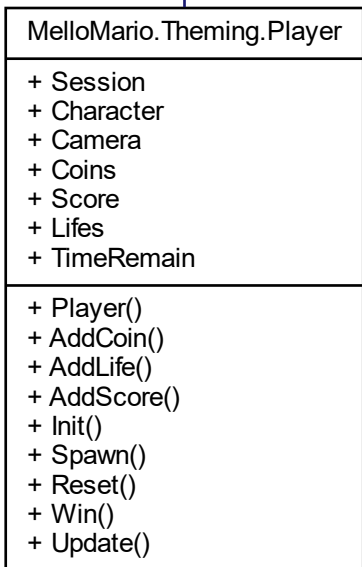 MelloMario.Theming.Player
+ Session
+ Character
+ Camera
+ Coins
+ Score
+ Lifes
+ TimeRemain
+ Player()
+ AddCoin()
+ AddLife()
+ AddScore()
+ Init()
+ Spawn()
+ Reset()
+ Win()
+ Update()